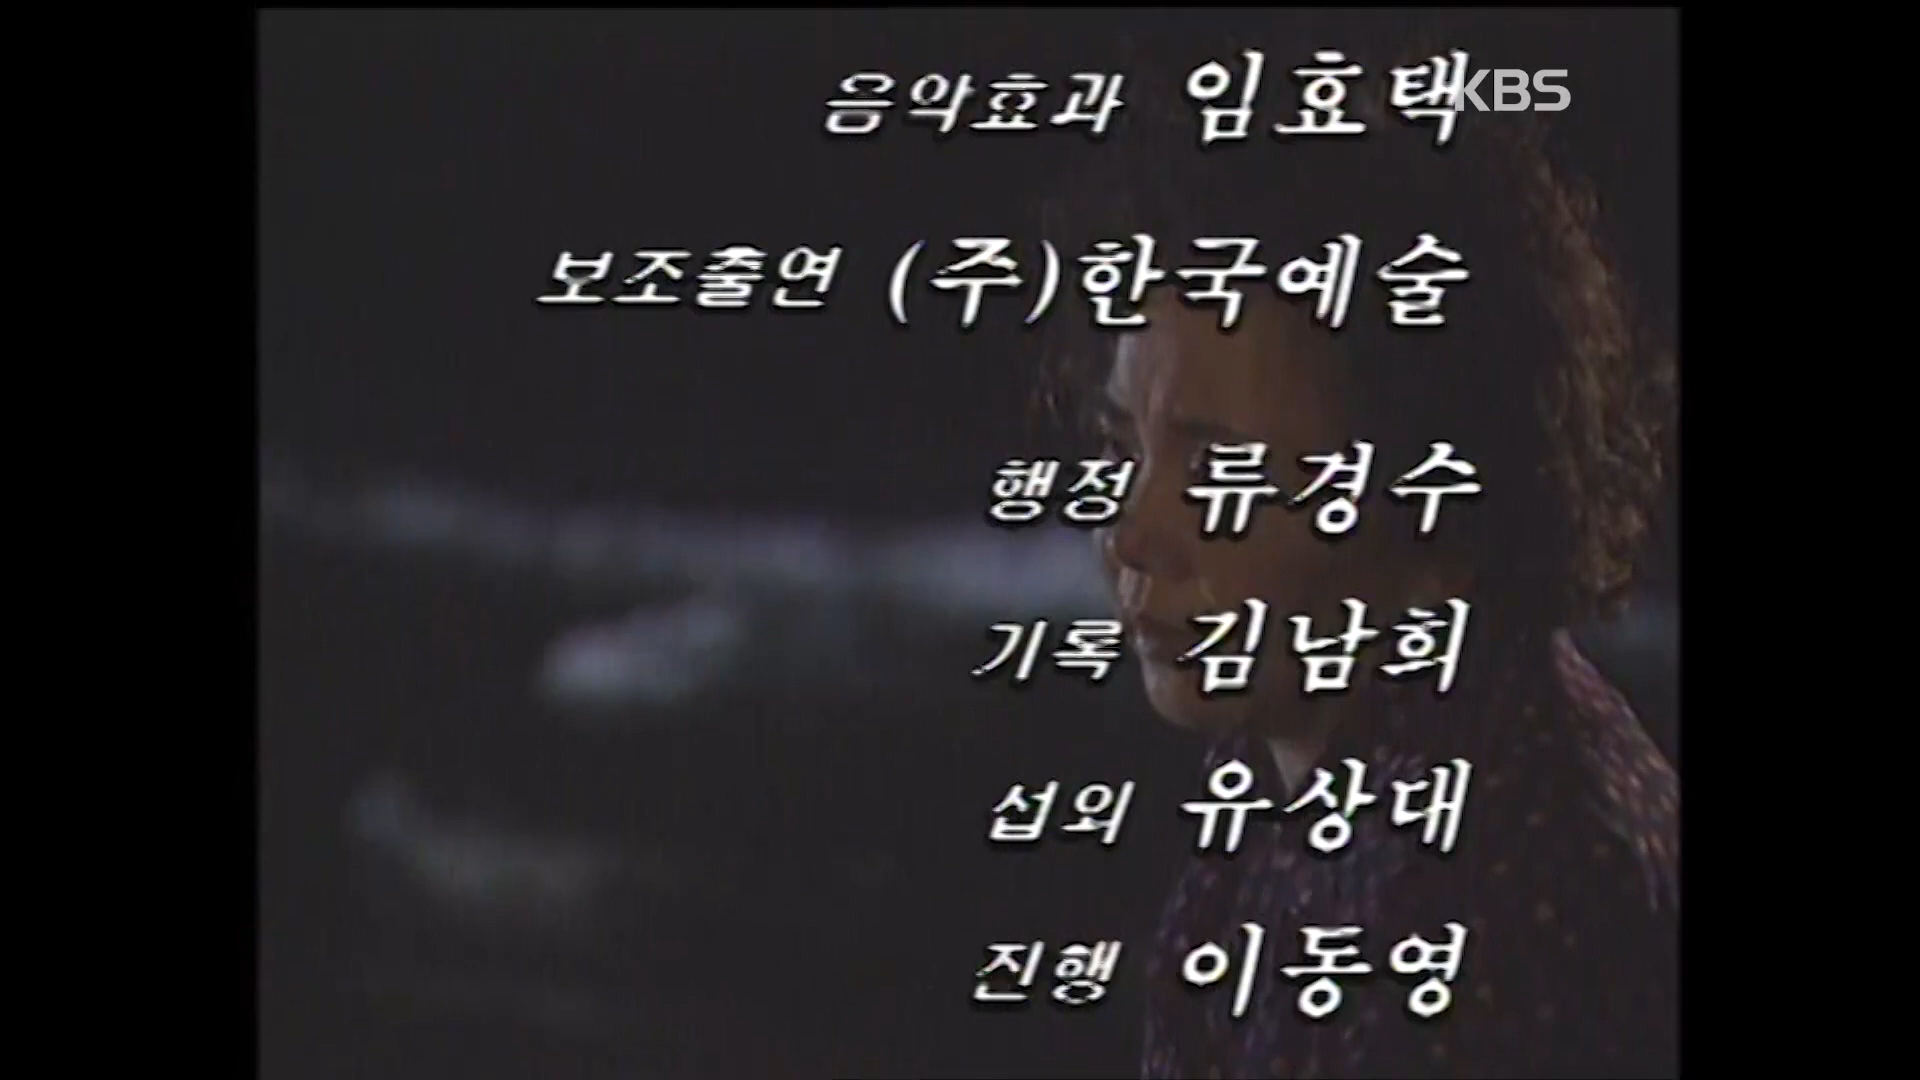 음악효과 임효택
KBS
보조출연 (주)한국예술
행정 류경수
기록 김남희
섭외 유상대
진행 이동영